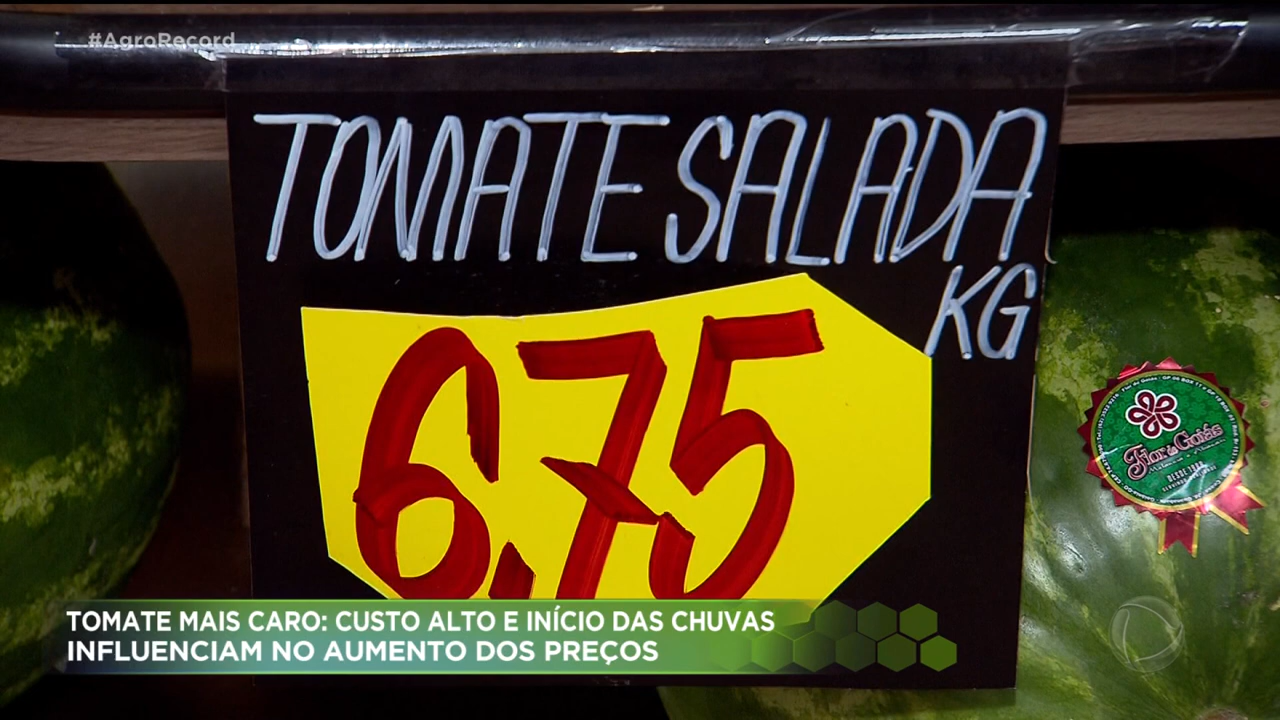 #AgroRecord
TOMATE SALADA
KG
6,75
Flor de Goiás
DESDE
TOMATE MAIS CARO: CUSTO ALTO E INÍCIO DAS CHUVAS
INFLUENCIAM NO AUMENTO DOS PREÇOS